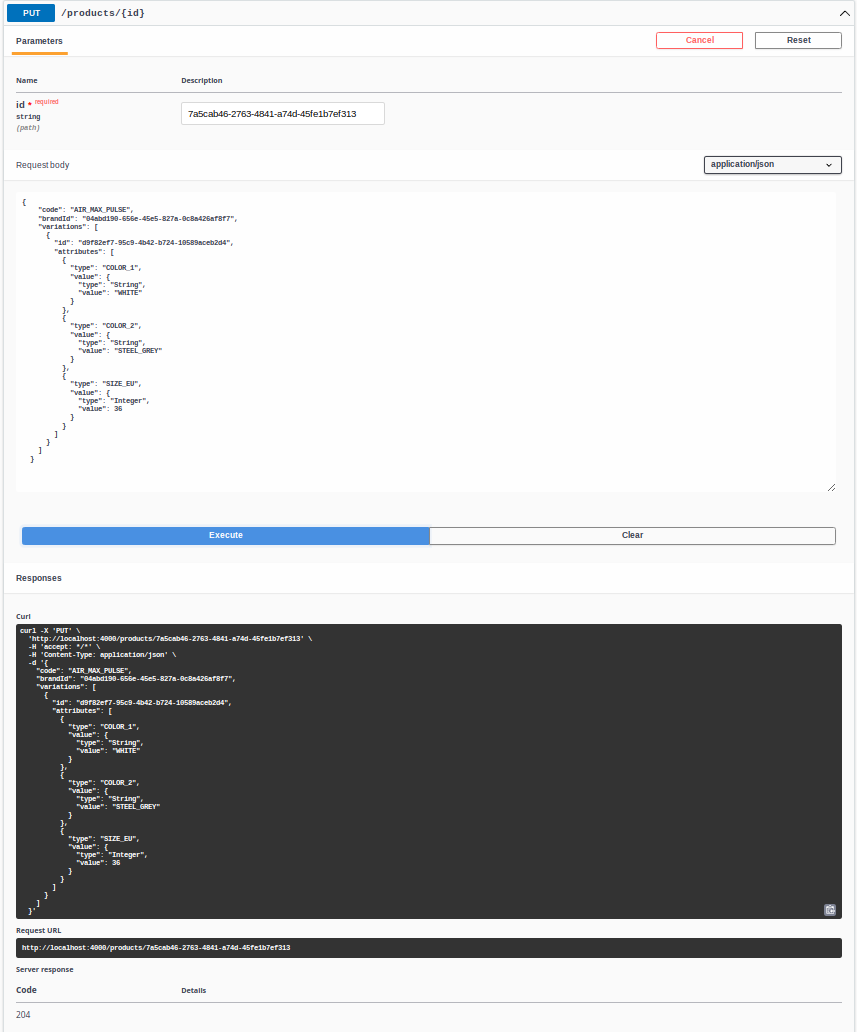 PUT /products/{id}
Parameters Cancel Reset
Name Description
id * required
string
(path)
7a5cab46-2763-4841-a74d-45fe1b7ef313
Request body application/json
{
"code": "AIR_MAX_PULSE",
"brandId": "04abd190-656e-45e5-827a-0c8a426af8f7",
"variations": [
{
"id": "d9f82ef7-95c9-4b42-b724-10589aceb2d4",
"attributes": [
{
"type": "COLOR_1",
"value": {
"type": "String",
"value": "WHITE"
}
},
{
"type": "COLOR_2",
"value": {
"type": "String",
"value": "STEEL_GREY"
}
},
{
"type": "SIZE_EU",
"value": {
"type": "Integer",
"value": 36
}
}
]
}
]
}
Execute Clear
Responses
Curl
curl -X 'PUT' \
'http://localhost:4000/products/7a5cab46-2763-4841-a74d-45fe1b7ef313' \
-H 'accept: */*' \
-H 'Content-Type: application/json' \
-d '{
"code": "AIR_MAX_PULSE",
"brandId": "04abd190-656e-45e5-827a-0c8a426af8f7",
"variations": [
{
"id": "d9f82ef7-95c9-4b42-b724-10589aceb2d4",
"attributes": [
{
"type": "COLOR_1",
"value": {
"type": "String",
"value": "WHITE"
}
},
{
"type": "COLOR_2",
"value": {
"type": "String",
"value": "STEEL_GREY"
}
},
{
"type": "SIZE_EU",
"value": {
"type": "Integer",
"value": 36
}
}
]
}
]
}'
Request URL
http://localhost:4000/products/7a5cab46-2763-4841-a74d-45fe1b7ef313
Server response
Code Details
204